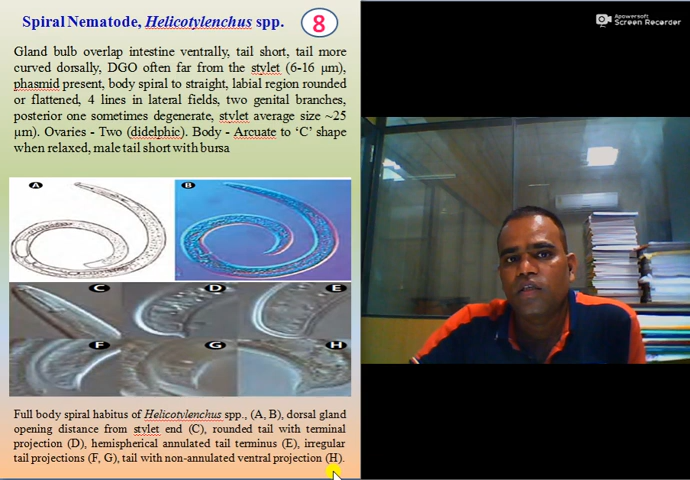 Spiral Nematode, Helicotylenchus spp.
8
Gland bulb overlap intestine ventrally, tail short, tail more
curved dorsally, DGO often far from the stylet (6-16 µm),
phasmid present, body spiral to straight, labial region rounded
or flattened, 4 lines in lateral fields, two genital branches,
posterior one sometimes degenerate, stylet average size ~25
µm). Ovaries - Two (didelphic). Body - Arcuate to ‘C’ shape
when relaxed, male tail short with bursa
A
B
C
D
E
F
G
H
Full body spiral habitus of Helicotylenchus spp., (A, B), dorsal gland
opening distance from stylet end (C), rounded tail with terminal
projection (D), hemispherical annulated tail terminus (E), irregular
tail projections (F, G), tail with non-annulated ventral projection (H).
Apowersoft
Screen Recorder